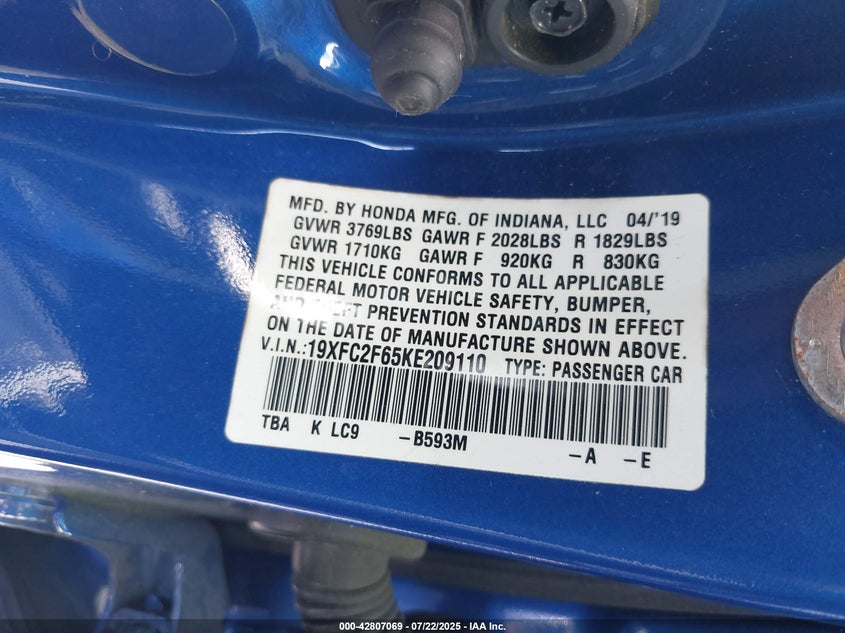 MFD. BY HONDA MFG. OF INDIANA, LLC 04/'19
GVWR 3769LBS GAWR F 2028LBS R 1829LBS
GVWR 1710KG GAWR F 920KG R 830KG
THIS VEHICLE CONFORMS TO ALL APPLICABLE
FEDERAL MOTOR VEHICLE SAFETY, BUMPER,
AND THEFT PREVENTION STANDARDS IN EFFECT
ON THE DATE OF MANUFACTURE SHOWN ABOVE.
V.I.N.:19XFC2F65KE209110 TYPE: PASSENGER CAR
TBA K LC9 -B593M -A -E
000-42807069 - 07/22/2025 - IAA Inc.